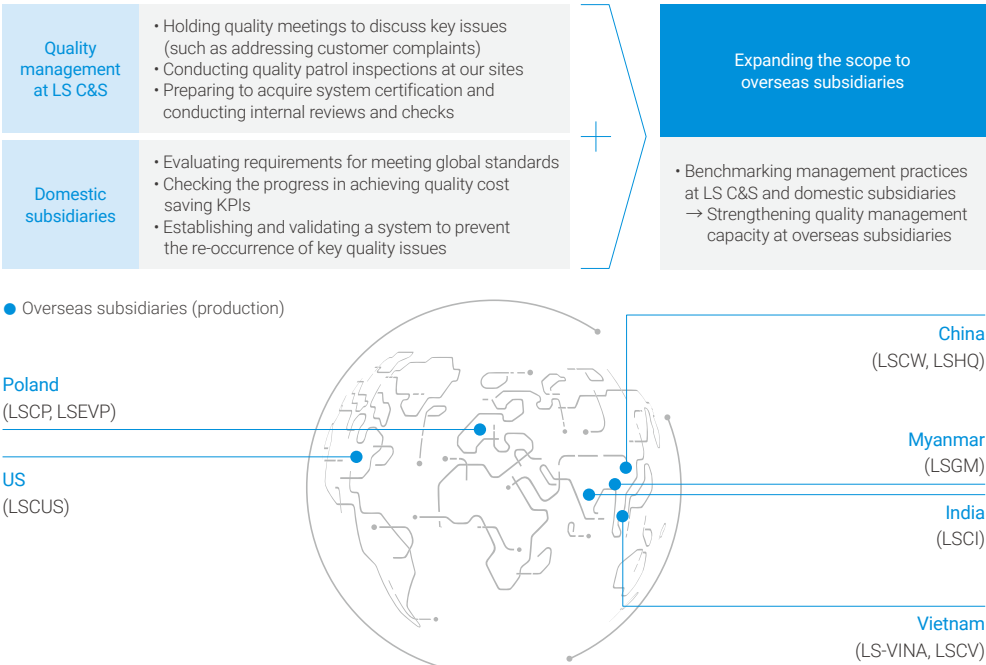 Quality
management
at LS C&S
• Holding quality meetings to discuss key issues
(such as addressing customer complaints)
• Conducting quality patrol inspections at our sites
• Preparing to acquire system certification and
conducting internal reviews and checks
Domestic
subsidiaries
• Evaluating requirements for meeting global standards
• Checking the progress in achieving quality cost
saving KPIs
• Establishing and validating a system to prevent
the re-occurrence of key quality issues
Expanding the scope to
overseas subsidiaries
• Benchmarking management practices
at LS C&S and domestic subsidiaries
→ Strengthening quality management
capacity at overseas subsidiaries
Overseas subsidiaries (production)
Poland
(LSCP, LSEVP)
US
(LSCUS)
China
(LSCW, LSHQ)
Myanmar
(LSGM)
India
(LSCI)
Vietnam
(LS-VINA, LSCV)